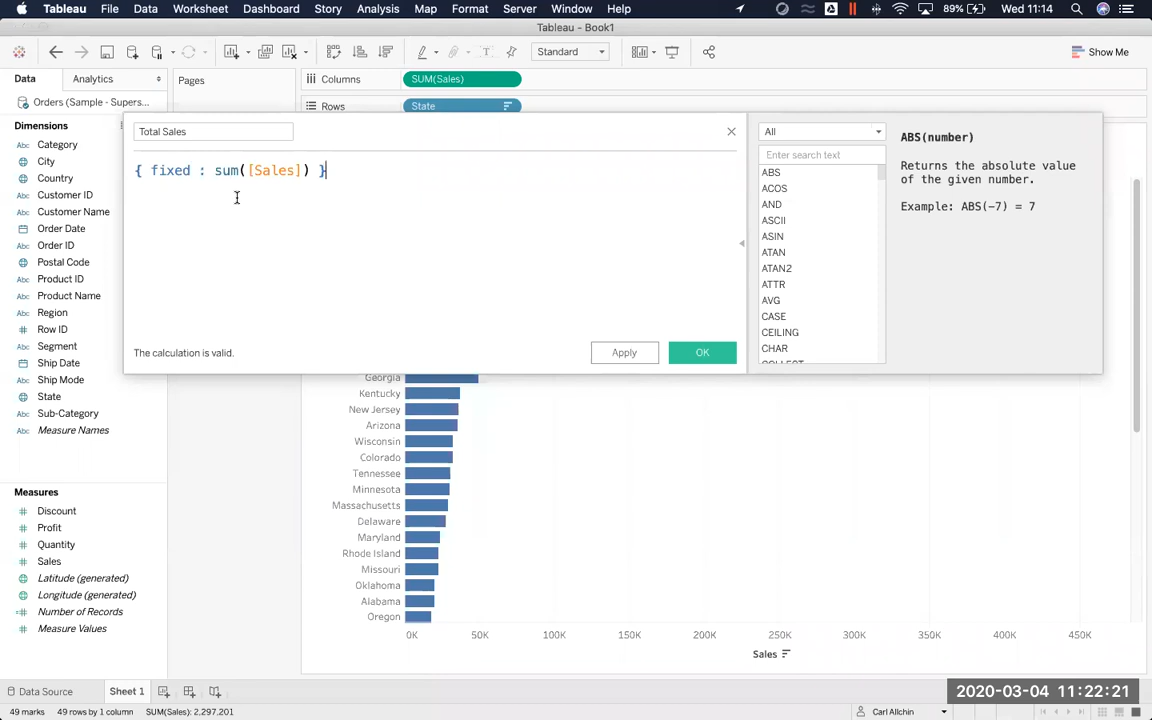 Tableau File Data Worksheet Dashboard Story Analysis Map Format Server Window Help 89% Wed 11:14
Tableau - Book1
Standard Show Me
Data Analytics Pages Columns SUM(Sales)
Orders (Sample - Supers... Rows State
Dimensions
Category
City
Country
Customer ID
Customer Name
Order Date
Order ID
Postal Code
Product ID
Product Name
Region
Row ID
Segment
Ship Date
Ship Mode
State
Sub-Category
Measure Names
Measures
Discount
Profit
Quantity
Sales
Latitude (generated)
Longitude (generated)
Number of Records
Measure Values
Total Sales
{ fixed : sum([Sales]) }
The calculation is valid.
Apply OK
All
Enter search text
ABS
ACOS
AND
ASCII
ASIN
ATAN
ATAN2
ATTR
AVG
CASE
CEILING
CHAR
COLLECT
ABS(number)
Returns the absolute value
of the given number.
Example: ABS(-7) = 7
Georgia
Kentucky
New Jersey
Arizona
Wisconsin
Colorado
Tennessee
Minnesota
Massachusetts
Delaware
Maryland
Rhode Island
Missouri
Oklahoma
Alabama
Oregon
0K 50K 100K 150K 200K 250K 300K 350K 400K 450K
Sales
Data Source Sheet 1
2020-03-04 11:22:21
49 marks 49 rows by 1 column SUM(Sales): 2,297,201 Carl Allchin